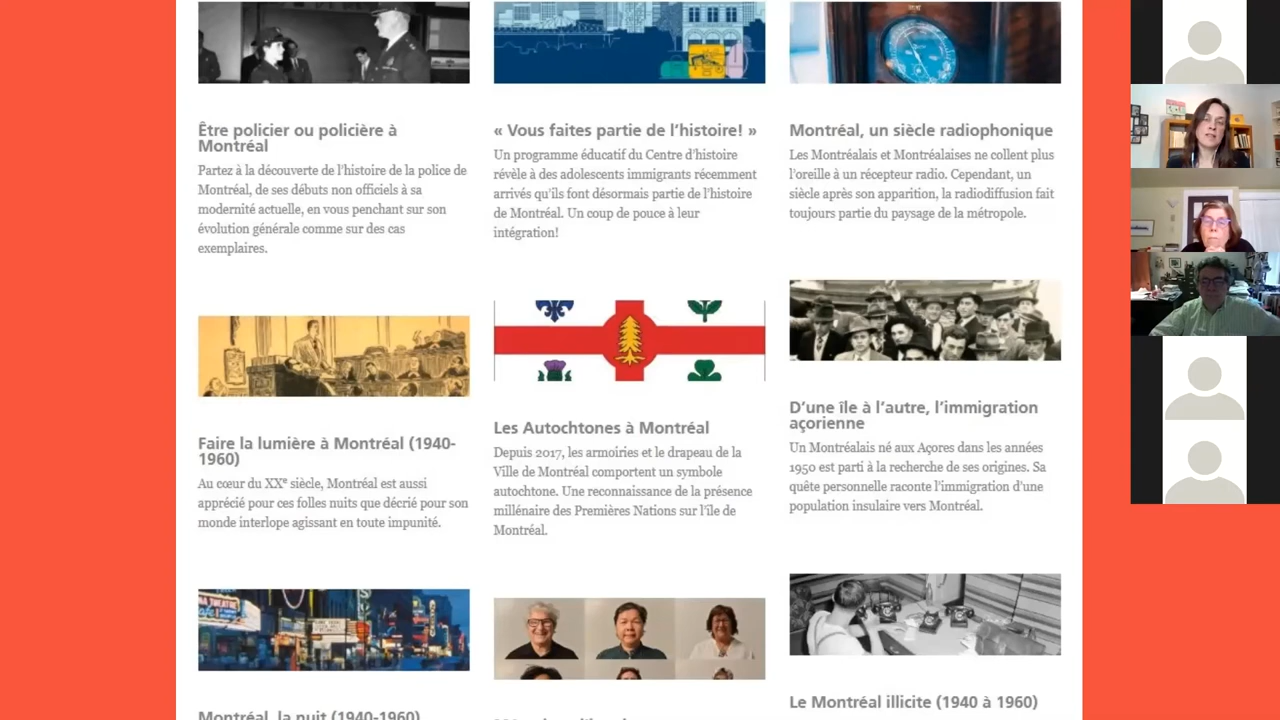 Être policier ou policière à
Montréal
Partez à la découverte de l'histoire de la police de
Montréal, de ses débuts non officiels à sa
modernité actuelle, en vous penchant sur son
évolution générale comme sur des cas
exemplaires.
« Vous faites partie de l'histoire! »
Un programme éducatif du Centre d'histoire
révèle à des adolescents immigrants récemment
arrivés qu'ils font désormais partie de l'histoire
de Montréal. Un coup de pouce à leur
intégration!
Montréal, un siècle radiophonique
Les Montréalais et Montréalaises ne collent plus
l'oreille à un récepteur radio. Cependant, un
siècle après son apparition, la radiodiffusion fait
toujours partie du paysage de la métropole.
Faire la lumière à Montréal (1940-
1960)
Au cœur du XXe siècle, Montréal est aussi
apprécié pour ces folles nuits que décrié pour son
monde interlope agissant en toute impunité.
Les Autochtones à Montréal
Depuis 2017, les armoiries et le drapeau de la
Ville de Montréal comportent un symbole
autochtone. Une reconnaissance de la présence
millénaire des Premières Nations sur l'île de
Montréal.
D'une île à l'autre, l'immigration
açorienne
Un Montréalais né aux Açores dans les années
1950 est parti à la recherche de ses origines. Sa
quête personnelle raconte l'immigration d'une
population insulaire vers Montréal.
Montréal, la nuit (1940-1960)
Le Montréal illicite (1940 à 1960)